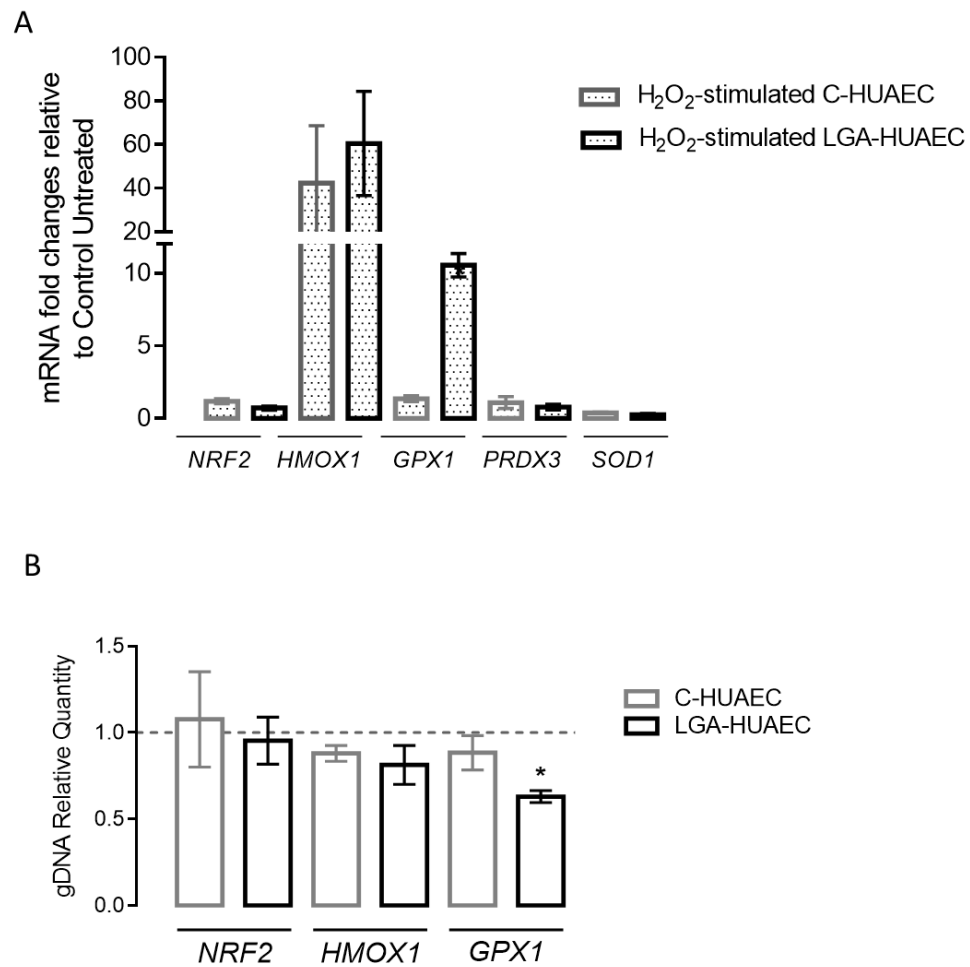 A
mRNA fold changes relative
to Control Untreated
100
80
60
40
20
10
5
0
H₂O₂-stimulated C-HUAEC
H₂O₂-stimulated LGA-HUAEC
*
NRF2 HMOX1 GPX1 PRDX3 SOD1
B
gDNA Relative Quantity
1.5
1.0
0.5
0.0
C-HUAEC
LGA-HUAEC
*
NRF2 HMOX1 GPX1